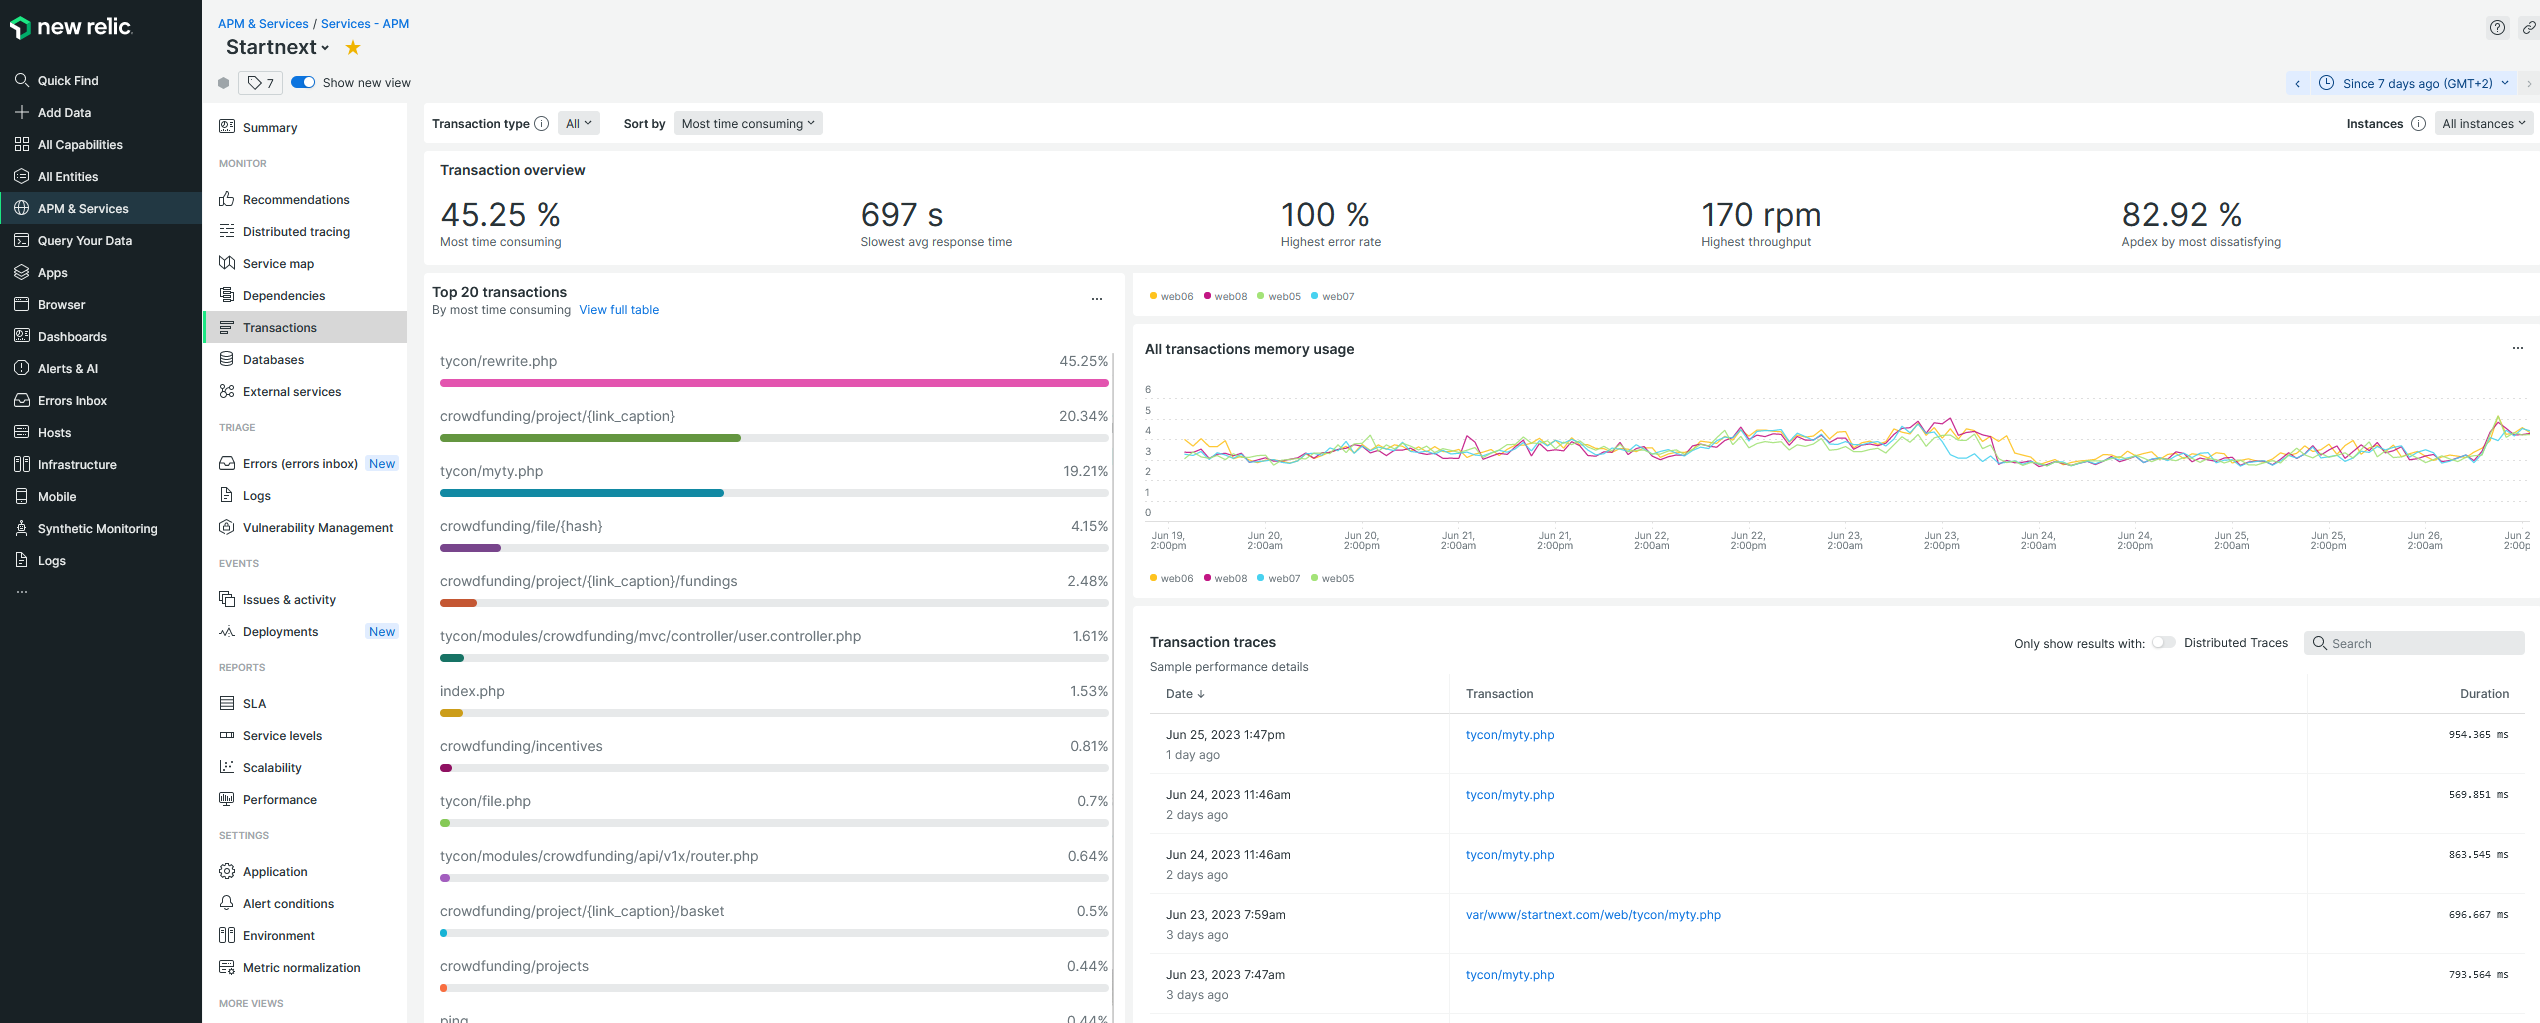 new relic
Quick Find
Add Data
All Capabilities
All Entities
APM & Services
Query Your Data
Apps
Browser
Dashboards
Alerts & AI
Errors Inbox
Hosts
Infrastructure
Mobile
Synthetic Monitoring
Logs
...
APM & Services / Services - APM
Startnext
7
Show new view
Since 7 days ago (GMT+2)
Summary
MONITOR
Recommendations
Distributed tracing
Service map
Dependencies
Transactions
Databases
External services
TRIAGE
Errors (errors inbox) New
Logs
Vulnerability Management
EVENTS
Issues & activity
Deployments New
REPORTS
SLA
Service levels
Scalability
Performance
SETTINGS
Application
Alert conditions
Environment
Metric normalization
MORE VIEWS
Transaction type All Sort by Most time consuming
Instances All instances
Transaction overview
45.25 % 697 s 100 % 170 rpm 82.92 %
Most time consuming Slowest avg response time Highest error rate Highest throughput Apdex by most dissatisfying
Top 20 transactions
...
By most time consuming View full table
tycon/rewrite.php 45.25%
crowdfunding/project/{link_caption} 20.34%
tycon/myty.php 19.21%
crowdfunding/file/{hash} 4.15%
crowdfunding/project/{link_caption}/fundings 2.48%
tycon/modules/crowdfunding/mvc/controller/user.controller.php 1.61%
index.php 1.53%
crowdfunding/incentives 0.81%
tycon/file.php 0.7%
tycon/modules/crowdfunding/api/v1x/router.php 0.64%
crowdfunding/project/{link_caption}/basket 0.5%
crowdfunding/projects 0.44%
ping 0.44%
web06 web08 web05 web07
All transactions memory usage
...
6
5
4
3
2
1
0
Jun 19, Jun 20, Jun 20, Jun 21, Jun 21, Jun 22, Jun 22, Jun 23, Jun 23, Jun 24, Jun 24, Jun 25, Jun 25, Jun 26, Jun 2
2:00pm 2:00am 2:00pm 2:00am 2:00pm 2:00am 2:00pm 2:00am 2:00pm 2:00am 2:00pm 2:00am 2:00pm 2:00am 2:00p
web06 web08 web07 web05
Transaction traces
Only show results with: Distributed Traces Search
Sample performance details
Date ↓ Transaction Duration
Jun 25, 2023 1:47pm tycon/myty.php 954.365 ms
1 day ago
Jun 24, 2023 11:46am tycon/myty.php 569.851 ms
2 days ago
Jun 24, 2023 11:46am tycon/myty.php 863.545 ms
2 days ago
Jun 23, 2023 7:59am var/www/startnext.com/web/tycon/myty.php 696.667 ms
3 days ago
Jun 23, 2023 7:47am tycon/myty.php 793.564 ms
3 days ago